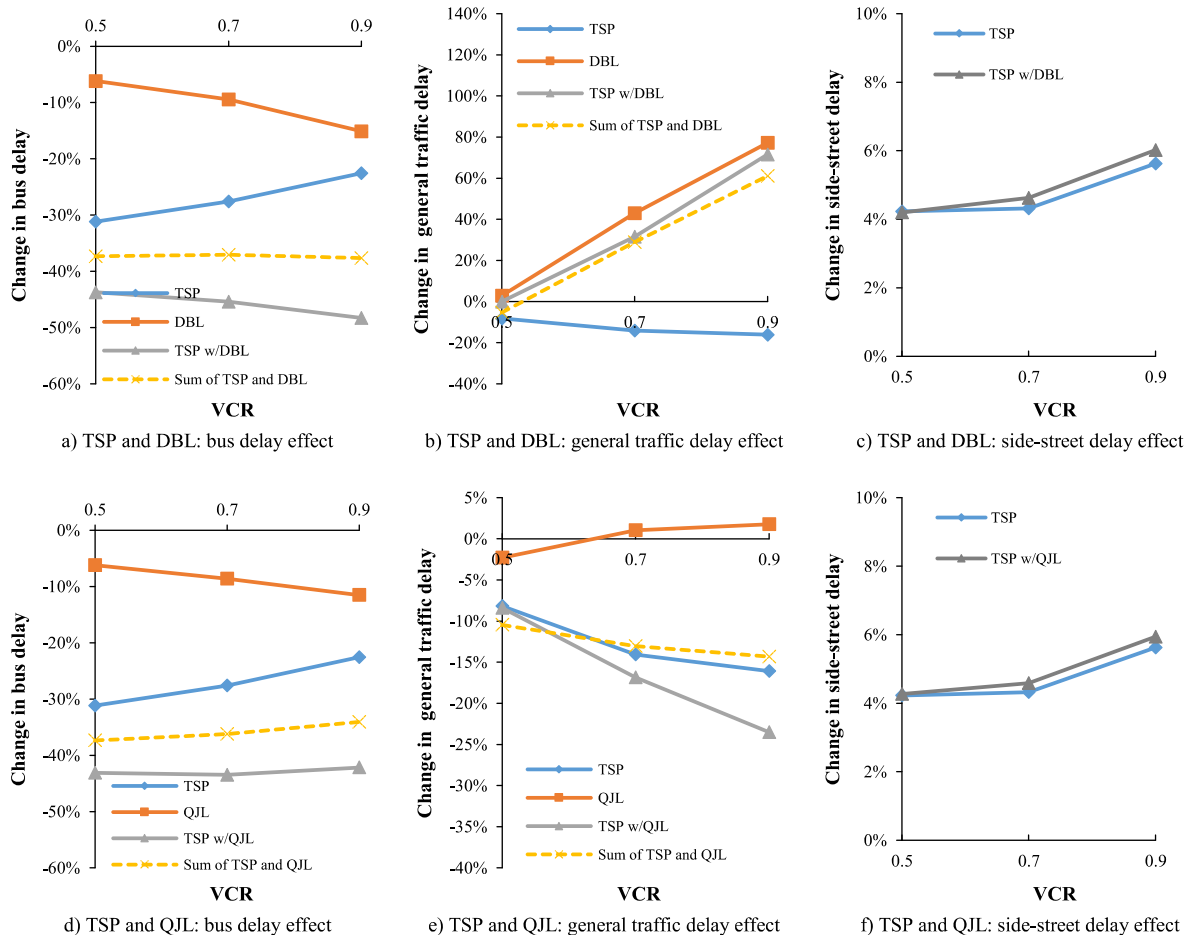 0.5 0.7 0.9
0%
-10%
-20%
-30%
-40%
-50%
-60%
Change in bus delay
TSP
DBL
TSP w/DBL
Sum of TSP and DBL
VCR
a) TSP and DBL: bus delay effect
140%
120%
100%
80%
60%
40%
20%
0%
-20%
-40%
Change in general traffic delay
TSP
DBL
TSP w/DBL
Sum of TSP and DBL
0.5 0.7 0.9
VCR
b) TSP and DBL: general traffic delay effect
10%
8%
6%
4%
2%
0%
Change in side-street delay
TSP
TSP w/DBL
0.5 0.7 0.9
VCR
c) TSP and DBL: side-street delay effect
0.5 0.7 0.9
0%
-10%
-20%
-30%
-40%
-50%
-60%
Change in bus delay
TSP
QJL
TSP w/QJL
Sum of TSP and QJL
VCR
d) TSP and QJL: bus delay effect
5%
0%
-5%
-10%
-15%
-20%
-25%
-30%
-35%
-40%
Change in general traffic delay
0.5 0.7 0.9
TSP
QJL
TSP w/QJL
Sum of TSP and QJL
VCR
e) TSP and QJL: general traffic delay effect
10%
8%
6%
4%
2%
0%
Change in side-street delay
TSP
TSP w/QJL
0.5 0.7 0.9
VCR
f) TSP and QJL: side-street delay effect